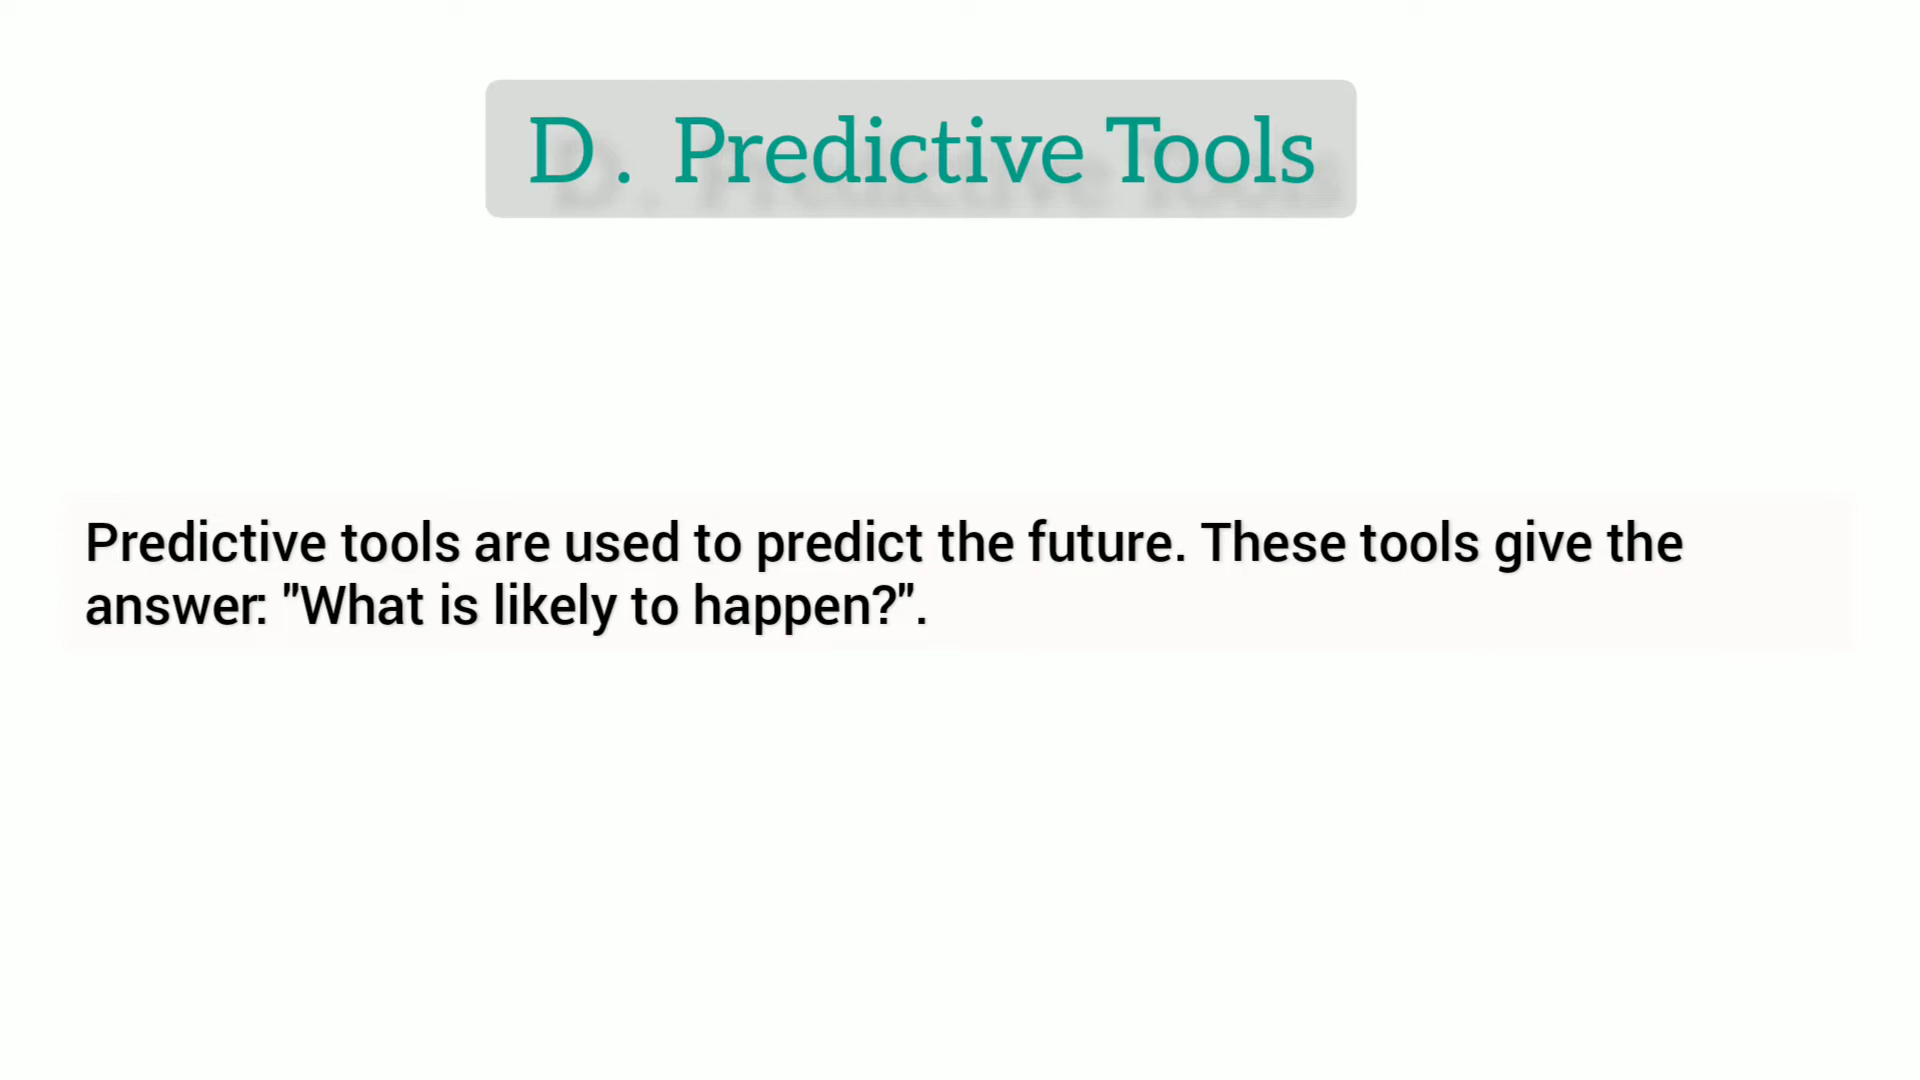 D. Predictive Tools
Predictive tools are used to predict the future. These tools give the
answer: "What is likely to happen?".